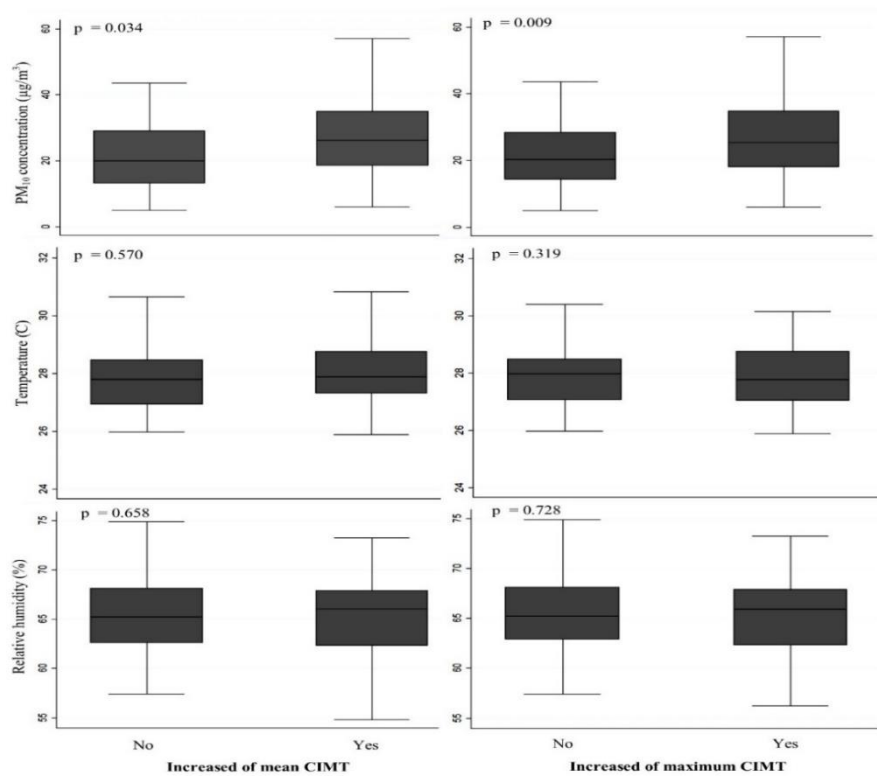 p = 0.034
p = 0.009
PM₁₀ concentration (µg/m³)
60
40
20
0
60
40
20
0
p = 0.570
p = 0.319
Temperature (℃)
32
30
28
26
24
32
30
28
26
24
p = 0.658
p = 0.728
Relative humidity (%)
75
70
65
60
55
75
70
65
60
55
No Yes No Yes
Increased of mean CIMT Increased of maximum CIMT